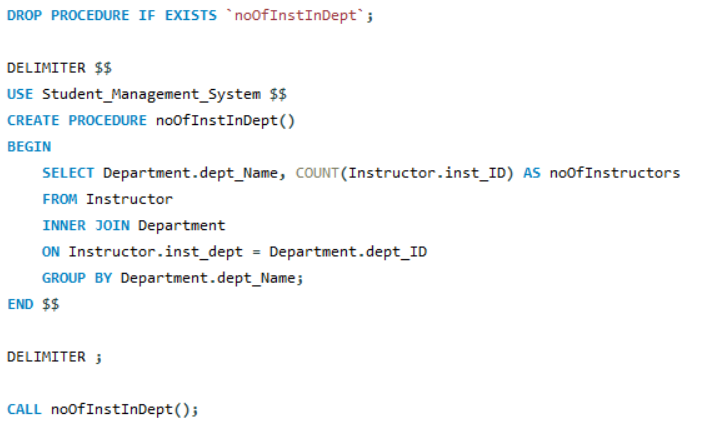 DROP PROCEDURE IF EXISTS `noOfInstInDept`;
DELIMITER $$
USE Student_Management_System $$
CREATE PROCEDURE noOfInstInDept()
BEGIN
SELECT Department.dept_Name, COUNT(Instructor.inst_ID) AS noOfInstructors
FROM Instructor
INNER JOIN Department
ON Instructor.inst_dept = Department.dept_ID
GROUP BY Department.dept_Name;
END $$
DELIMITER ;
CALL noOfInstInDept();